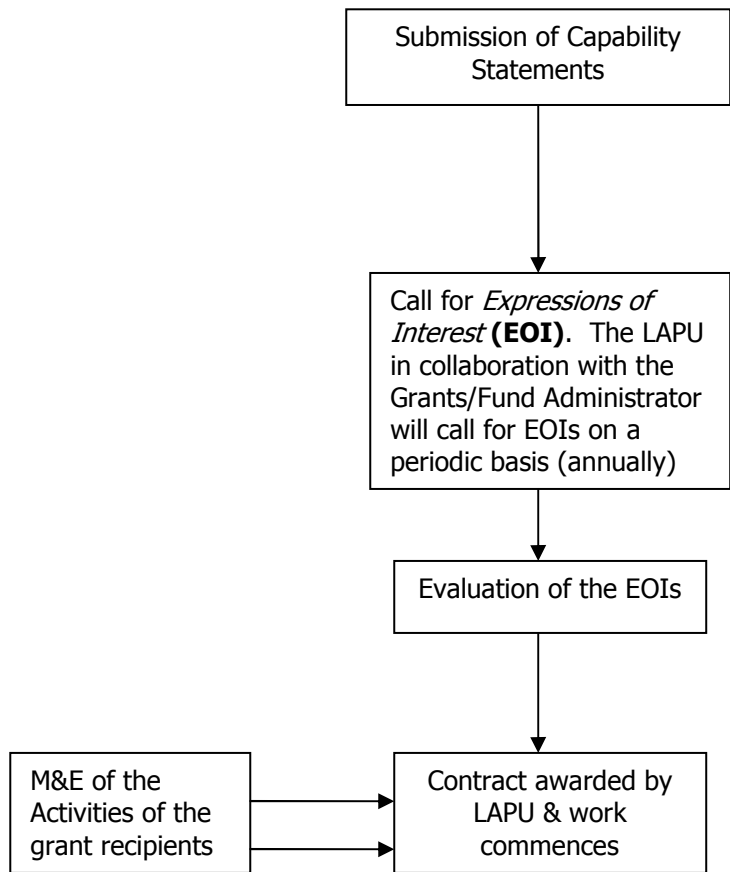 Submission of Capability
Statements
Call for Expressions of
Interest (EOI).  The LAPU
in collaboration with the
Grants/Fund Administrator
will call for EOIs on a
periodic basis (annually)
Evaluation of the EOIs
M&E of the
Activities of the
grant recipients
Contract awarded by
LAPU & work
commences